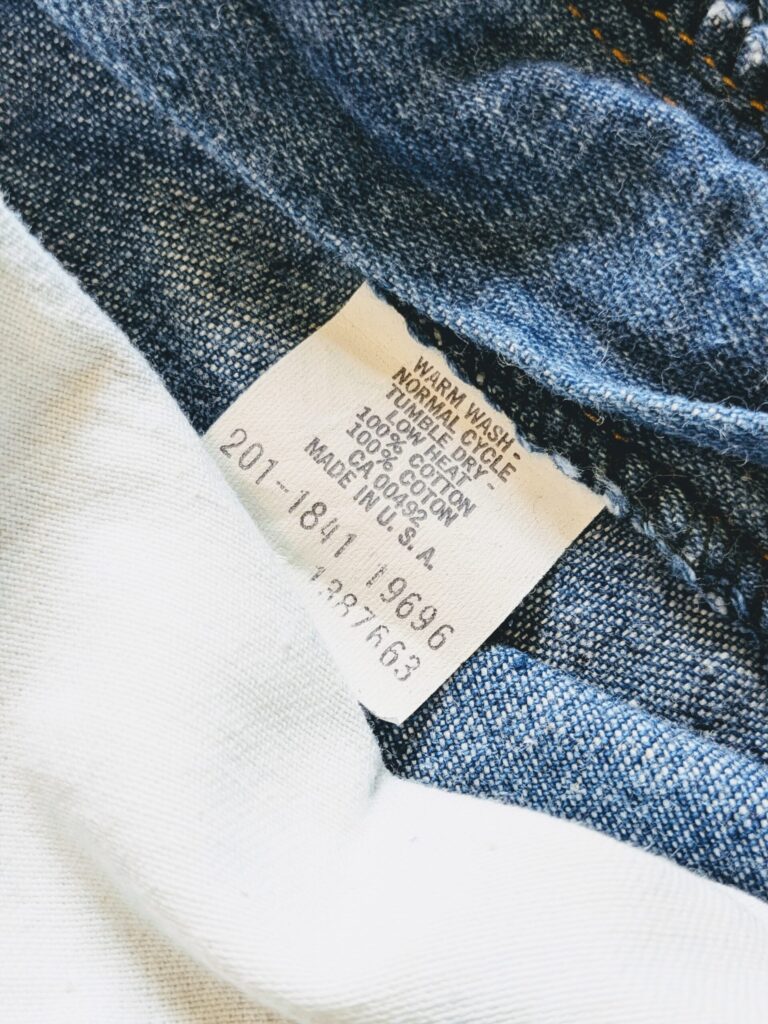 WARM WASH-
NORMAL CYCLE
TUMBLE DRY-
LOW HEAT-
100% COTTON
100% COTON
CA 00492
MADE IN U.S.A.
201-1841 19696
1387663